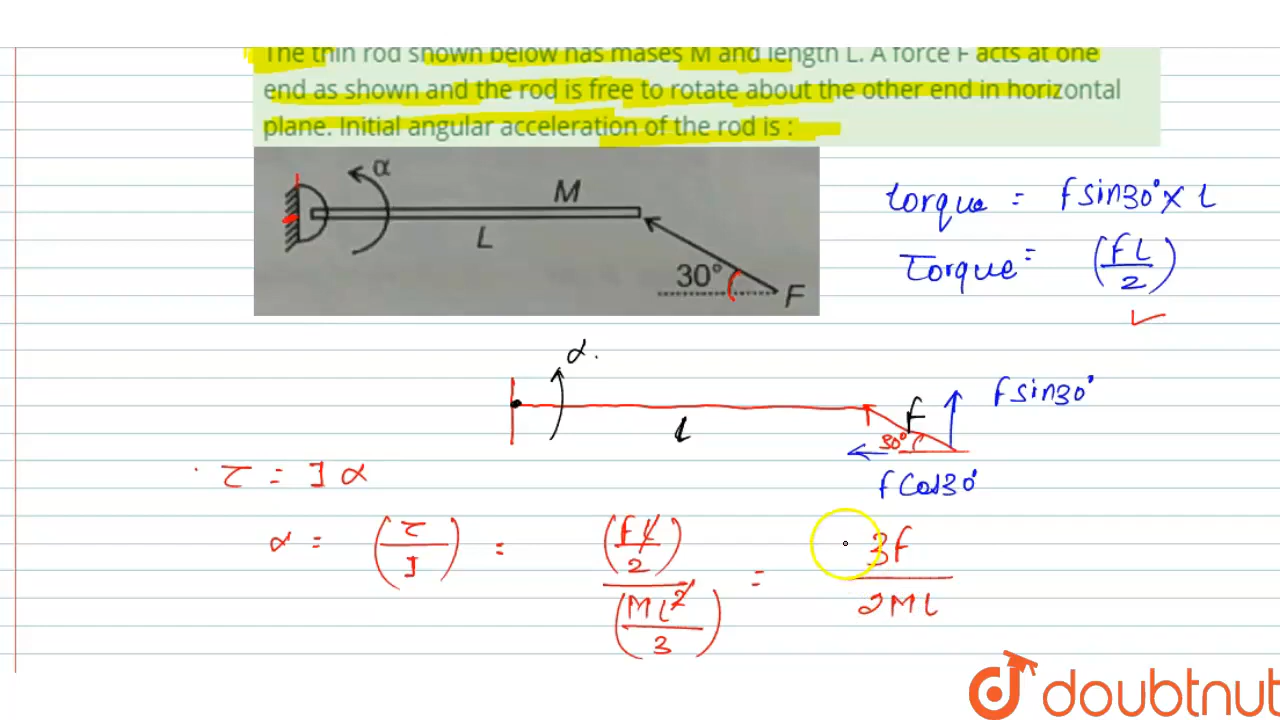 The thin rod shown below has mases M and length L. A force F acts at one
end as shown and the rod is free to rotate about the other end in horizontal
plane. Initial angular acceleration of the rod is :
α
M
L
30°
F
torque = f sin30° × l
Torque = (FL/2)
α.
l
F
30°
f sin30°
f Cos30°
τ = I α
α = (τ/I) = (Fl/2)/(Ml²/3) = 3f/2Ml
doubtnut